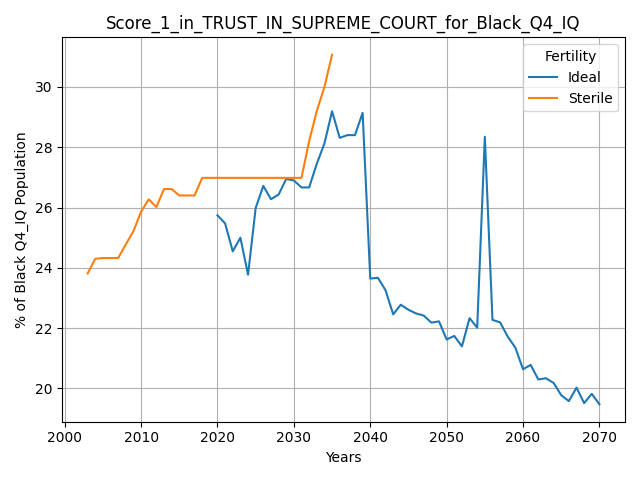 Score_1_in_TRUST_IN_SUPREME_COURT_for_Black_Q4_IQ
Fertility
Ideal
Sterile
% of Black Q4_IQ Population
30
28
26
24
22
20
2000 2010 2020 2030 2040 2050 2060 2070
Years